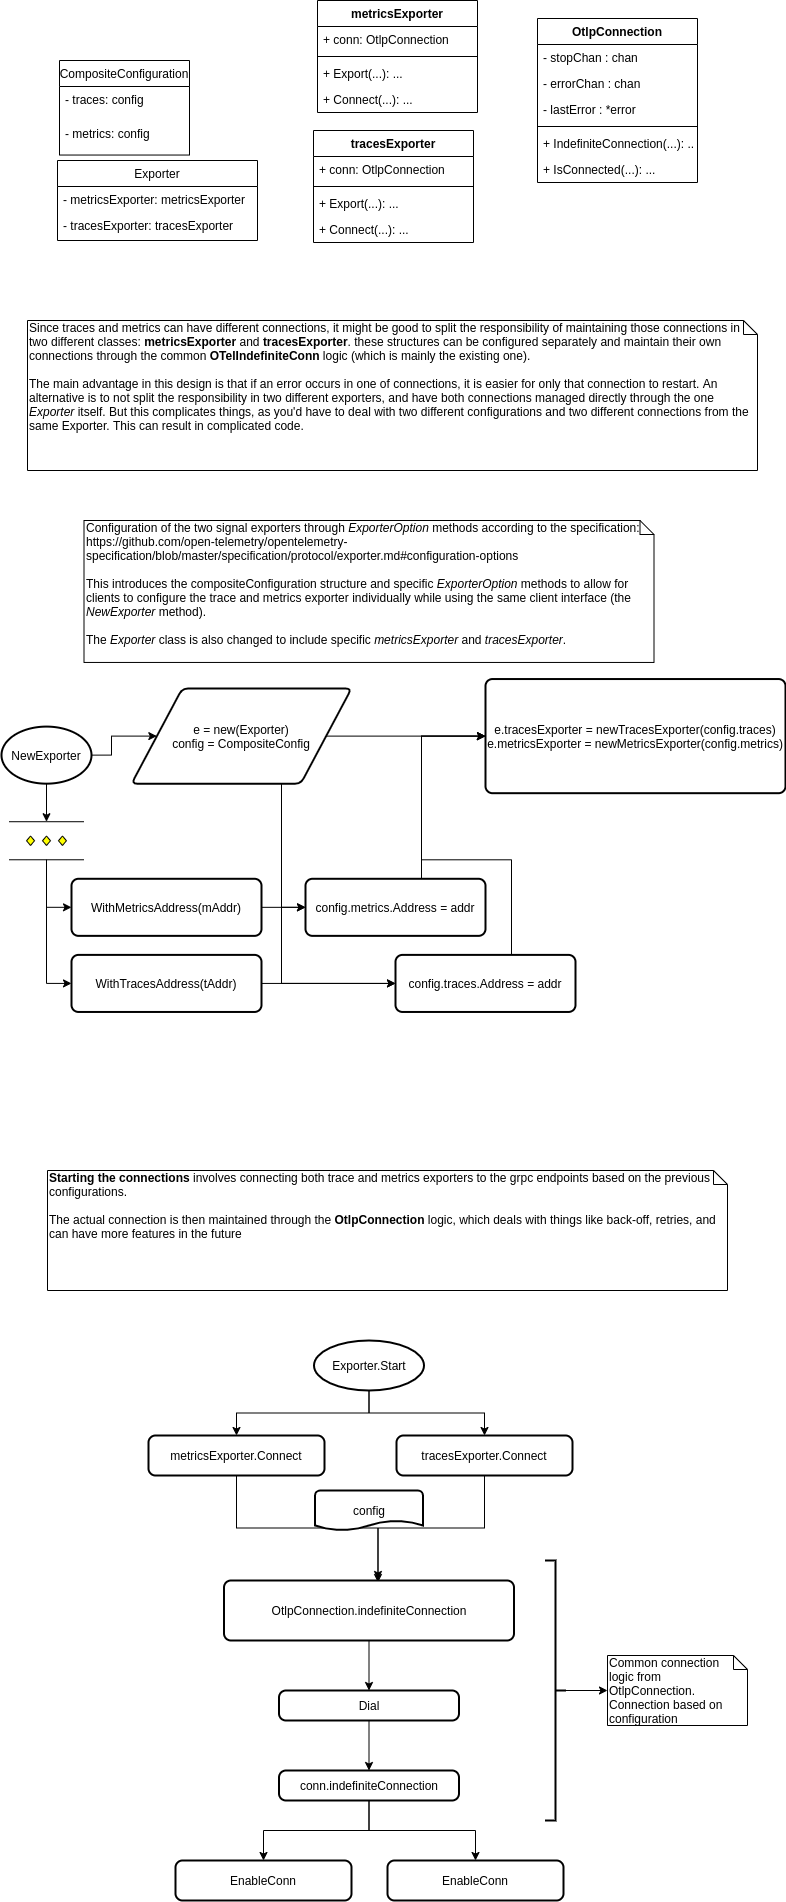 metricsExporter
+ conn: OtlpConnection
+ Export(...): ...
+ Connect(...): ...
OtlpConnection
- stopChan : chan
- errorChan : chan
- lastError : *error
+ IndefiniteConnection(...): ..
+ IsConnected(...): ...
CompositeConfiguration
- traces: config
- metrics: config
tracesExporter
+ conn: OtlpConnection
+ Export(...): ...
+ Connect(...): ...
Exporter
- metricsExporter: metricsExporter
- tracesExporter: tracesExporter
Since traces and metrics can have different connections, it might be good to split the responsibility of maintaining those connections in
two different classes: metricsExporter and tracesExporter. these structures can be configured separately and maintain their own
connections through the common OTelIndefiniteConn logic (which is mainly the existing one).
The main advantage in this design is that if an error occurs in one of connections, it is easier for only that connection to restart. An
alternative is to not split the responsibility in two different exporters, and have both connections managed directly through the one
Exporter itself. But this complicates things, as you'd have to deal with two different configurations and two different connections from the
same Exporter. This can result in complicated code.
Configuration of the two signal exporters through ExporterOption methods according to the specification:
https://github.com/open-telemetry/opentelemetry-
specification/blob/master/specification/protocol/exporter.md#configuration-options
This introduces the compositeConfiguration structure and specific ExporterOption methods to allow for
clients to configure the trace and metrics exporter individually while using the same client interface (the
NewExporter method).
The Exporter class is also changed to include specific metricsExporter and tracesExporter.
NewExporter
e = new(Exporter)
config = CompositeConfig
e.tracesExporter = newTracesExporter(config.traces)
e.metricsExporter = newMetricsExporter(config.metrics)
WithMetricsAddress(mAddr)
config.metrics.Address = addr
WithTracesAddress(tAddr)
config.traces.Address = addr
Starting the connections involves connecting both trace and metrics exporters to the grpc endpoints based on the previous
configurations.
The actual connection is then maintained through the OtlpConnection logic, which deals with things like back-off, retries, and
can have more features in the future
Exporter.Start
metricsExporter.Connect
tracesExporter.Connect
config
OtlpConnection.indefiniteConnection
Common connection
logic from
OtlpConnection.
Connection based on
configuration
Dial
conn.indefiniteConnection
EnableConn
EnableConn